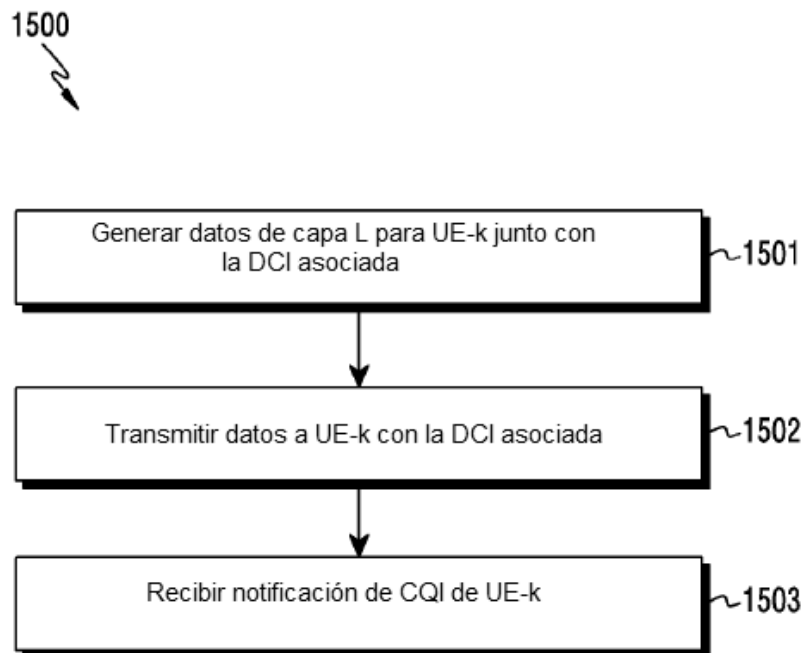 1500
Generar datos de capa L para UE-k junto con
la DCI asociada
1501
Transmitir datos a UE-k con la DCI asociada
1502
Recibir notificación de CQI de UE-k
1503